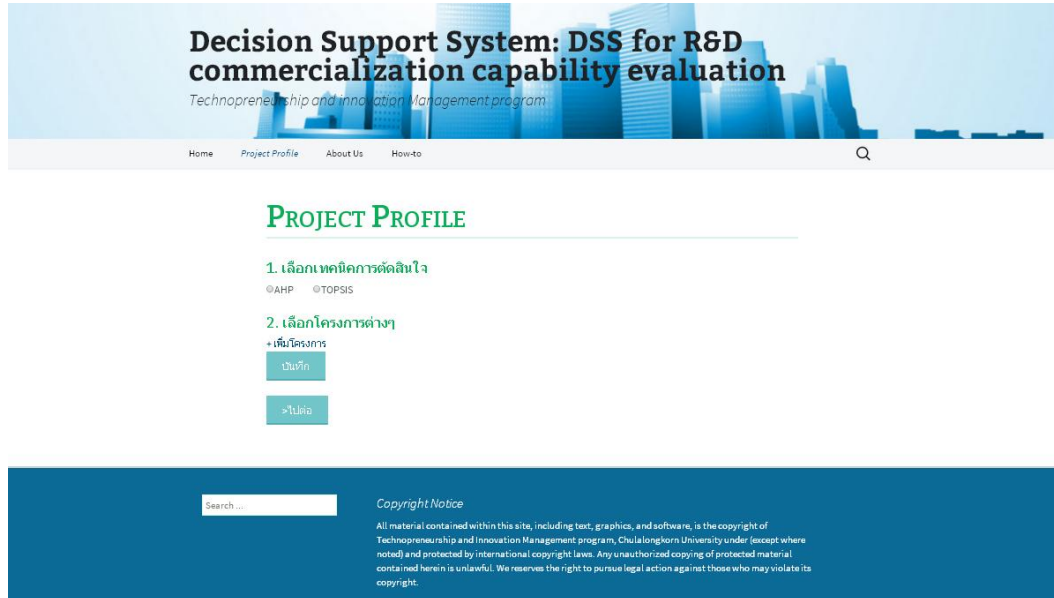 Decision Support System: DSS for R&D
commercialization capability evaluation
Technopreneurship and innovation Management program
Home Project Profile About Us How-to
PROJECT PROFILE
1. เลือกเทคนิคการตัดสินใจ
AHP TOPSIS
2. เลือกโครงการต่างๆ
+ เพิ่มโครงการ
บันทึก
>ไปต่อ
Search ...
Copyright Notice
All material contained within this site, including text, graphics, and software, is the copyright of
Technopreneurship and Innovation Management program, Chulalongkorn University under (except where
noted) and protected by international copyright laws. Any unauthorized copying of protected material
contained herein is unlawful. We reserves the right to pursue legal action against those who may violate its
copyright.